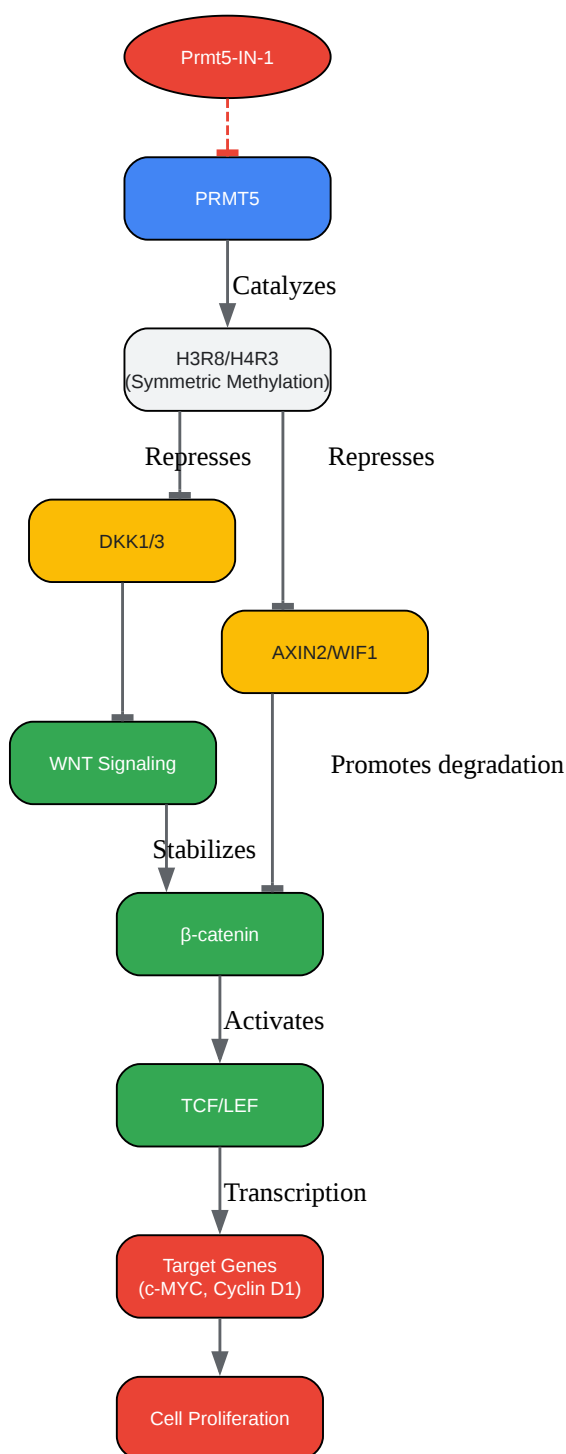 Prmt5-IN-1
PRMT5
Catalyzes
H3R8/H4R3
(Symmetric Methylation)
Represses
Represses
DKK1/3
AXIN2/WIF1
WNT Signaling
Promotes degradation
Stabilizes
β-catenin
Activates
TCF/LEF
Transcription
Target Genes
(c-MYC, Cyclin D1)
Cell Proliferation